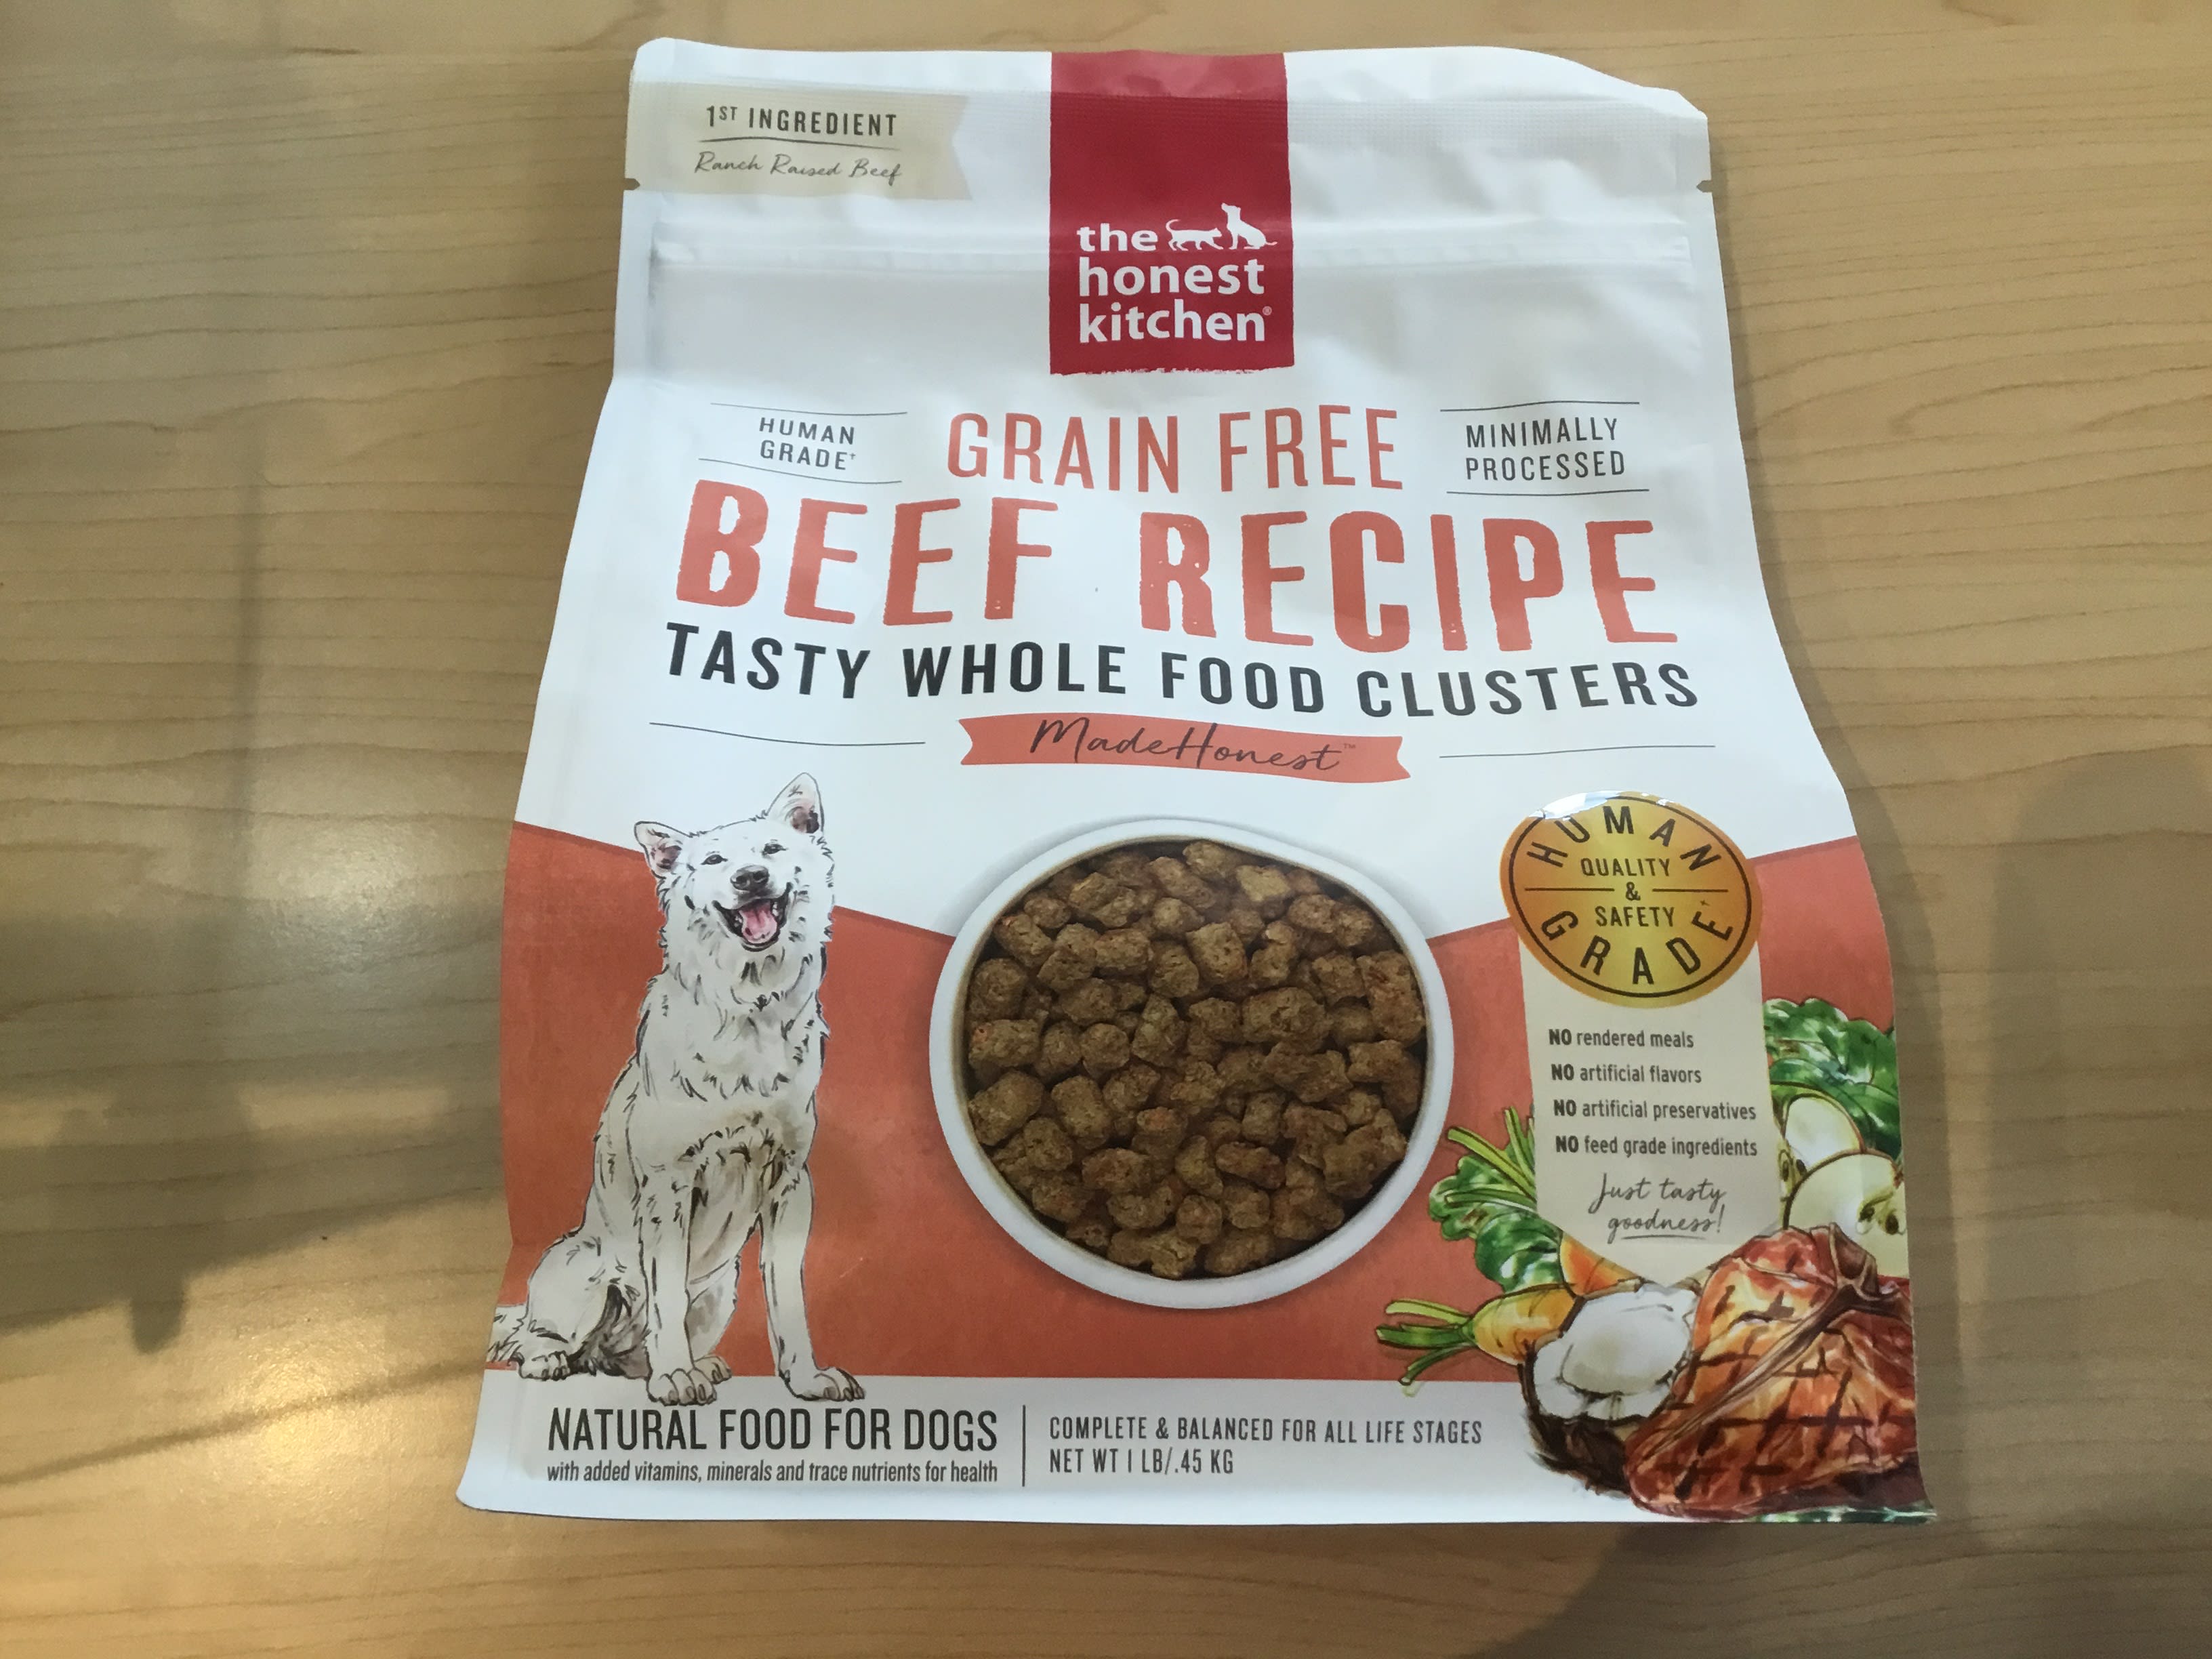 1ST INGREDIENT
Ranch Raised Beef
the
honest
kitchen®
HUMAN
GRADE†
GRAIN FREE
MINIMALLY
PROCESSED
BEEF RECIPE
TASTY WHOLE FOOD CLUSTERS
MadeHonest™
HUMAN
QUALITY
&
SAFETY
GRADE†
NO rendered meals
NO artificial flavors
NO artificial preservatives
NO feed grade ingredients
Just tasty
goodness!
NATURAL FOOD FOR DOGS
with added vitamins, minerals and trace nutrients for health
COMPLETE & BALANCED FOR ALL LIFE STAGES
NET WT 1 LB/.45 KG